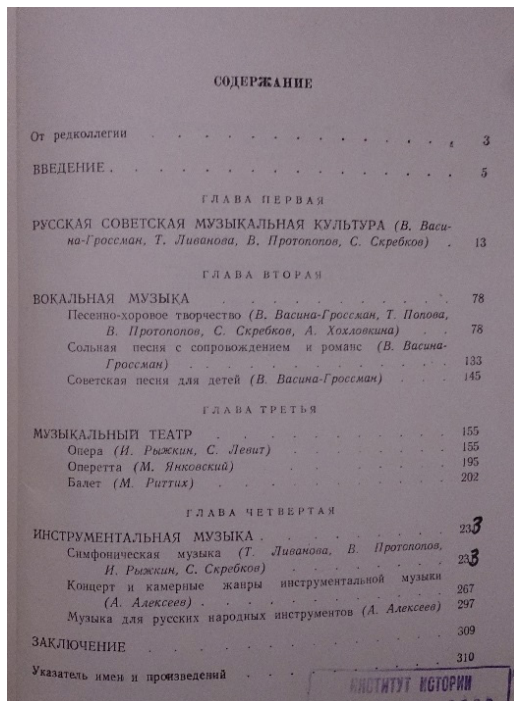 СОДЕРЖАНИЕ
От редколлегии . . . . . . . . . . . . . 3
ВВЕДЕНИЕ . . . . . . . . . . . . . . 5
ГЛАВА ПЕРВАЯ
РУССКАЯ СОВЕТСКАЯ МУЗЫКАЛЬНАЯ КУЛЬТУРА (В. Васи-
на-Гроссман, Т. Ливанова, В. Протопопов, С. Скребков) . 13
ГЛАВА ВТОРАЯ
ВОКАЛЬНАЯ МУЗЫКА . . . . . . . . . . 78
Песенно-хоровое творчество (В. Васина-Гроссман, Т. Попова,
В. Протопопов, С. Скребков, А. Хохловкина) . . 78
Сольная песня с сопровождением и романс (В. Васина-
Гроссман) . . . . . . . . . . . 133
Советская песня для детей (В. Васина-Гроссман) . . . 145
ГЛАВА ТРЕТЬЯ
МУЗЫКАЛЬНЫЙ ТЕАТР . . . . . . . . . . 155
Опера (И. Рыжкин, С. Левит) . . . . . . . 155
Оперетта (М. Янковский) . . . . . . . 195
Балет (М. Риттих) . . . . . . . . . 202
ГЛАВА ЧЕТВЕРТАЯ
ИНСТРУМЕНТАЛЬНАЯ МУЗЫКА . . . . . . . . 233
Симфоническая музыка (Т. Ливанова, В. Протопопов,
И. Рыжкин, С. Скребков) . . . . . . . 233
Концерт и камерные жанры инструментальной музыки
(А. Алексеев) . . . . . . . . . . 267
Музыка для русских народных инструментов (А. Алексеев) 297
ЗАКЛЮЧЕНИЕ . . . . . . . . . . . . 309
Указатель имен и произведений . . . . . . . . 310
ИНСТИТУТ ИСТОРИИ